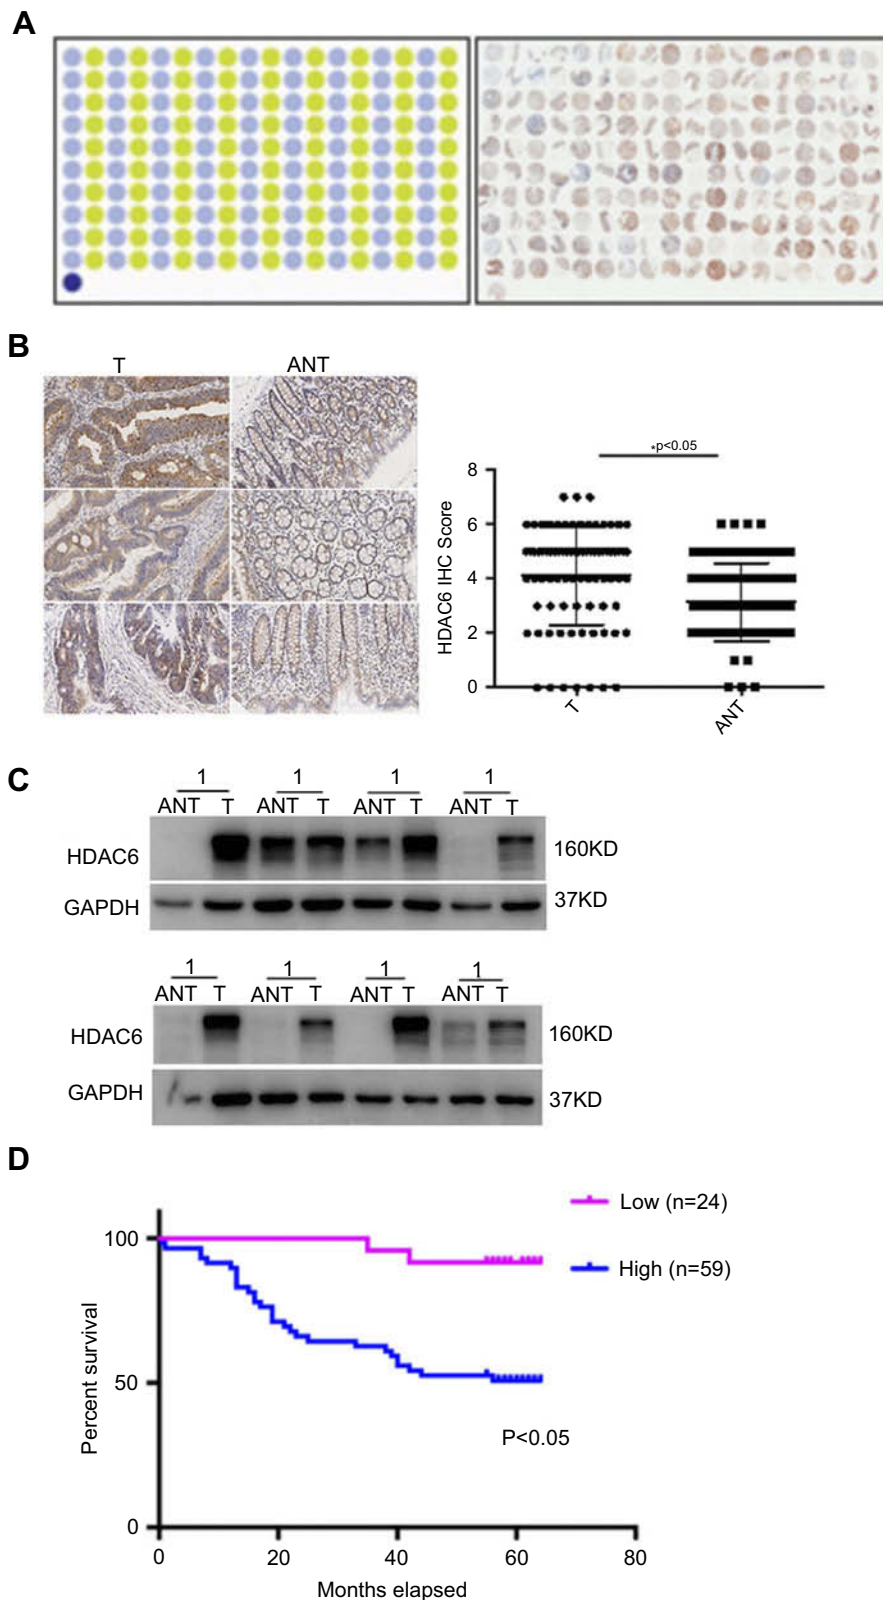 A
B
T ANT
*p<0.05
HDAC6 IHC Score
8
6
4
2
0
T
ANT
C
1 1 1 1
ANT T ANT T ANT T ANT T
HDAC6 160KD
GAPDH 37KD
1 1 1 1
ANT T ANT T ANT T ANT T
HDAC6 160KD
GAPDH 37KD
D
Low (n=24)
High (n=59)
Percent survival
100
50
0
P<0.05
0 20 40 60 80
Months elapsed